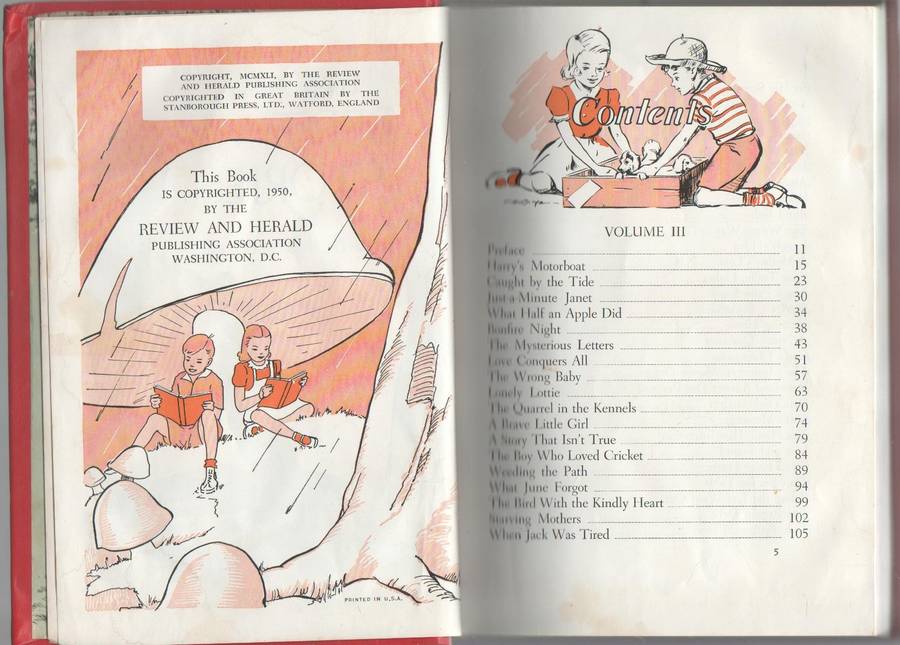 COPYRIGHT, MCMXLI, BY THE REVIEW
AND HERALD PUBLISHING ASSOCIATION
COPYRIGHTED IN GREAT BRITAIN BY THE
STANBOROUGH PRESS, LTD., WATFORD, ENGLAND
This Book
IS COPYRIGHTED, 1950,
BY THE
REVIEW AND HERALD
PUBLISHING ASSOCIATION
WASHINGTON, D.C.
PRINTED IN U.S.A.
Contents
VOLUME III
Preface 11
Harry's Motorboat 15
Caught by the Tide 23
Just-a-Minute Janet 30
What Half an Apple Did 34
Bonfire Night 38
The Mysterious Letters 43
Love Conquers All 51
The Wrong Baby 57
Lonely Lottie 63
The Quarrel in the Kennels 70
A Brave Little Girl 74
A Story That Isn't True 79
The Boy Who Loved Cricket 84
Weeding the Path 89
What June Forgot 94
The Bird With the Kindly Heart 99
Starving Mothers 102
When Jack Was Tired 105
5